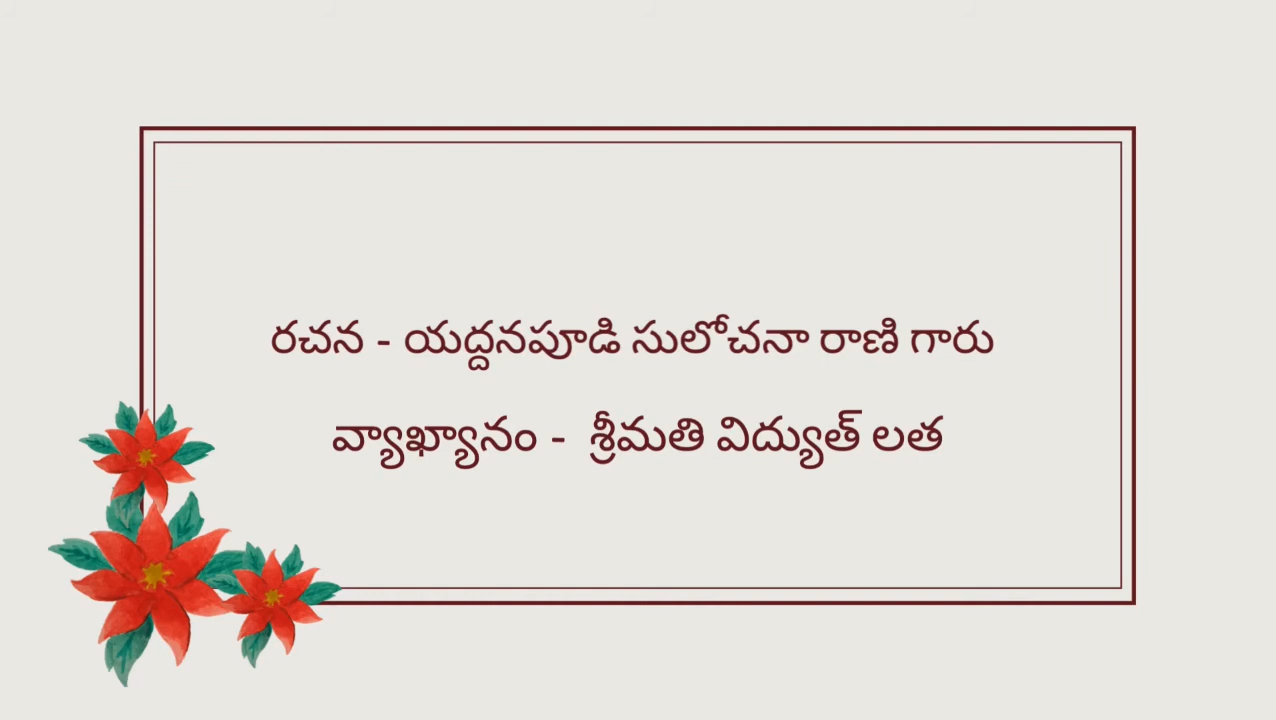 రచన - యద్దనపూడి సులోచనా రాణి గారు
వ్యాఖ్యానం - శ్రీమతి విద్యుత్ లత